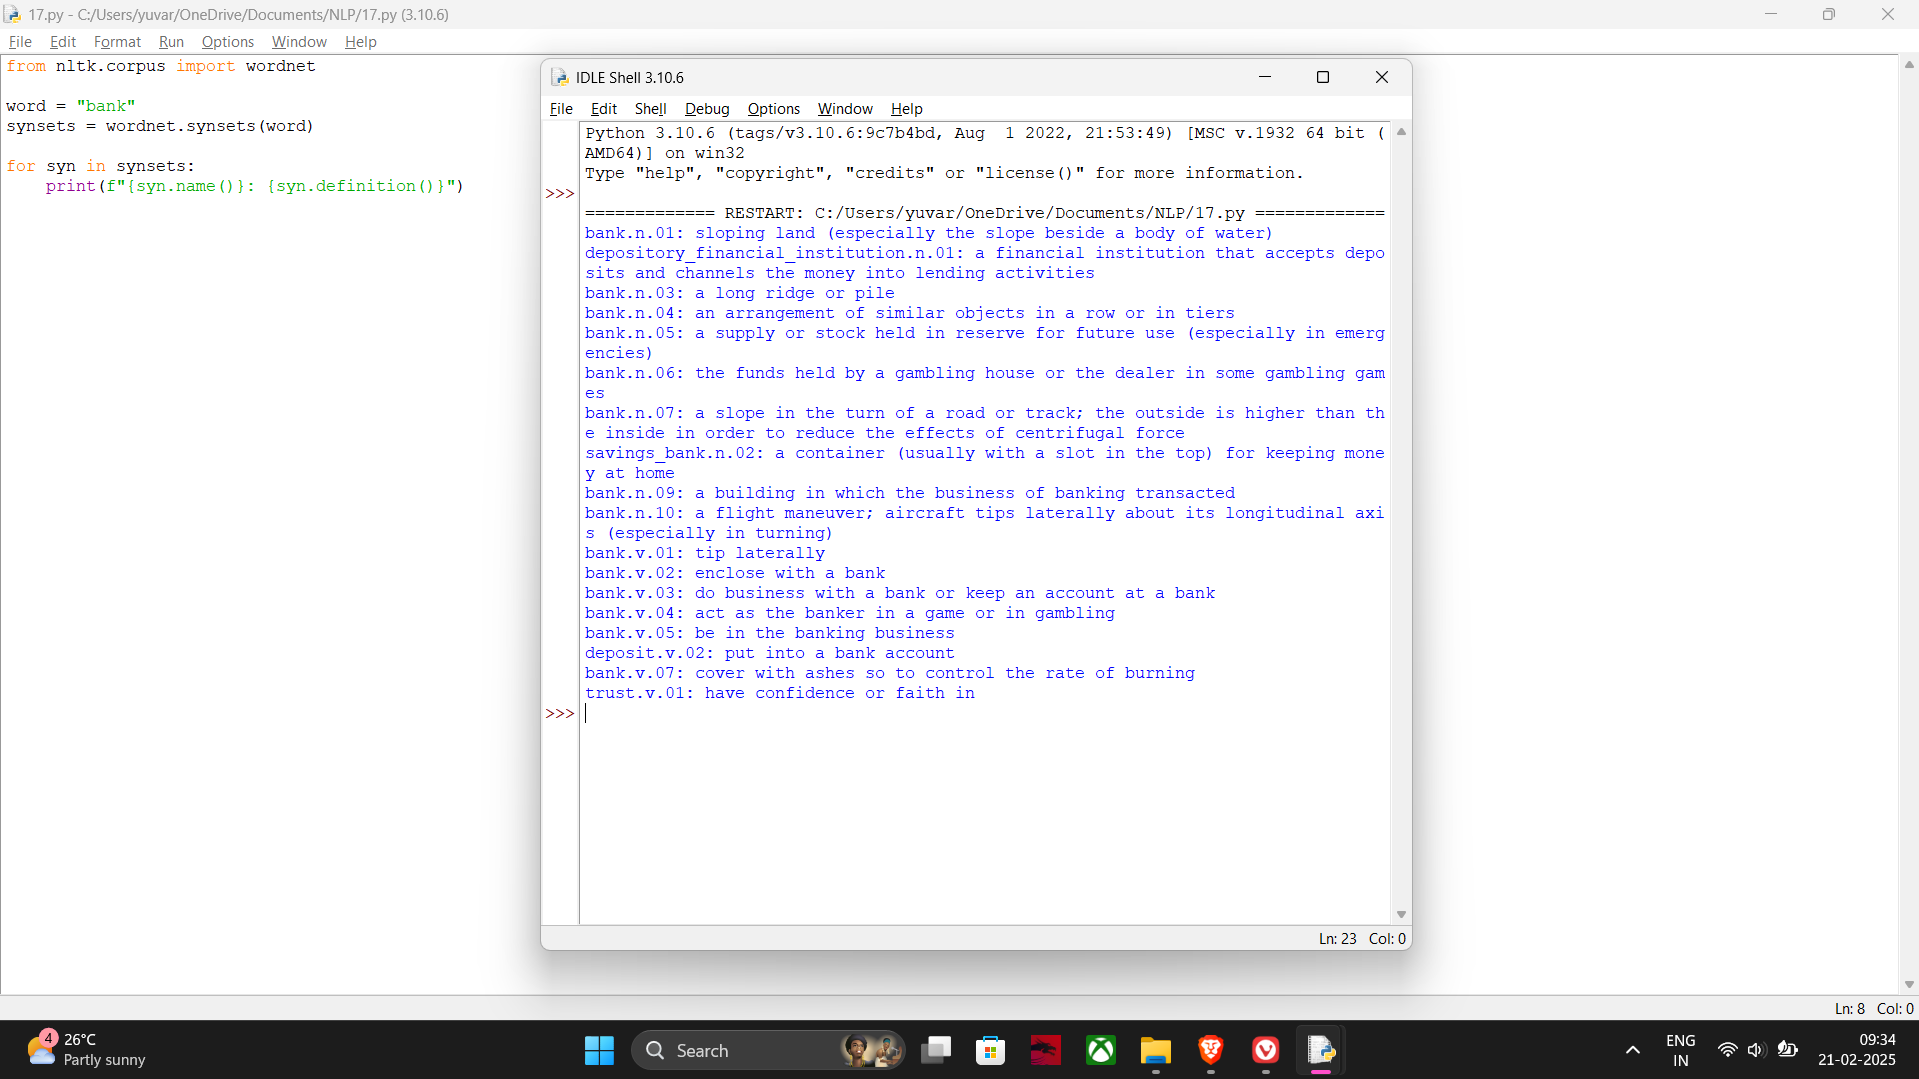 17.py - C:/Users/yuvar/OneDrive/Documents/NLP/17.py (3.10.6)
File Edit Format Run Options Window Help
from nltk.corpus import wordnet
word = "bank"
synsets = wordnet.synsets(word)
for syn in synsets:
    print(f"{syn.name()}: {syn.definition()}")
IDLE Shell 3.10.6
File Edit Shell Debug Options Window Help
Python 3.10.6 (tags/v3.10.6:9c7b4bd, Aug  1 2022, 21:53:49) [MSC v.1932 64 bit (
AMD64)] on win32
Type "help", "copyright", "credits" or "license()" for more information.
>>>
============= RESTART: C:/Users/yuvar/OneDrive/Documents/NLP/17.py =============
bank.n.01: sloping land (especially the slope beside a body of water)
depository_financial_institution.n.01: a financial institution that accepts depo
sits and channels the money into lending activities
bank.n.03: a long ridge or pile
bank.n.04: an arrangement of similar objects in a row or in tiers
bank.n.05: a supply or stock held in reserve for future use (especially in emerg
encies)
bank.n.06: the funds held by a gambling house or the dealer in some gambling gam
es
bank.n.07: a slope in the turn of a road or track; the outside is higher than th
e inside in order to reduce the effects of centrifugal force
savings_bank.n.02: a container (usually with a slot in the top) for keeping mone
y at home
bank.n.09: a building in which the business of banking transacted
bank.n.10: a flight maneuver; aircraft tips laterally about its longitudinal axi
s (especially in turning)
bank.v.01: tip laterally
bank.v.02: enclose with a bank
bank.v.03: do business with a bank or keep an account at a bank
bank.v.04: act as the banker in a game or in gambling
bank.v.05: be in the banking business
deposit.v.02: put into a bank account
bank.v.07: cover with ashes so to control the rate of burning
trust.v.01: have confidence or faith in
>>>
Ln: 23 Col: 0
Ln: 8 Col: 0
4
26°C
Partly sunny
Search
ENG
IN
09:34
21-02-2025